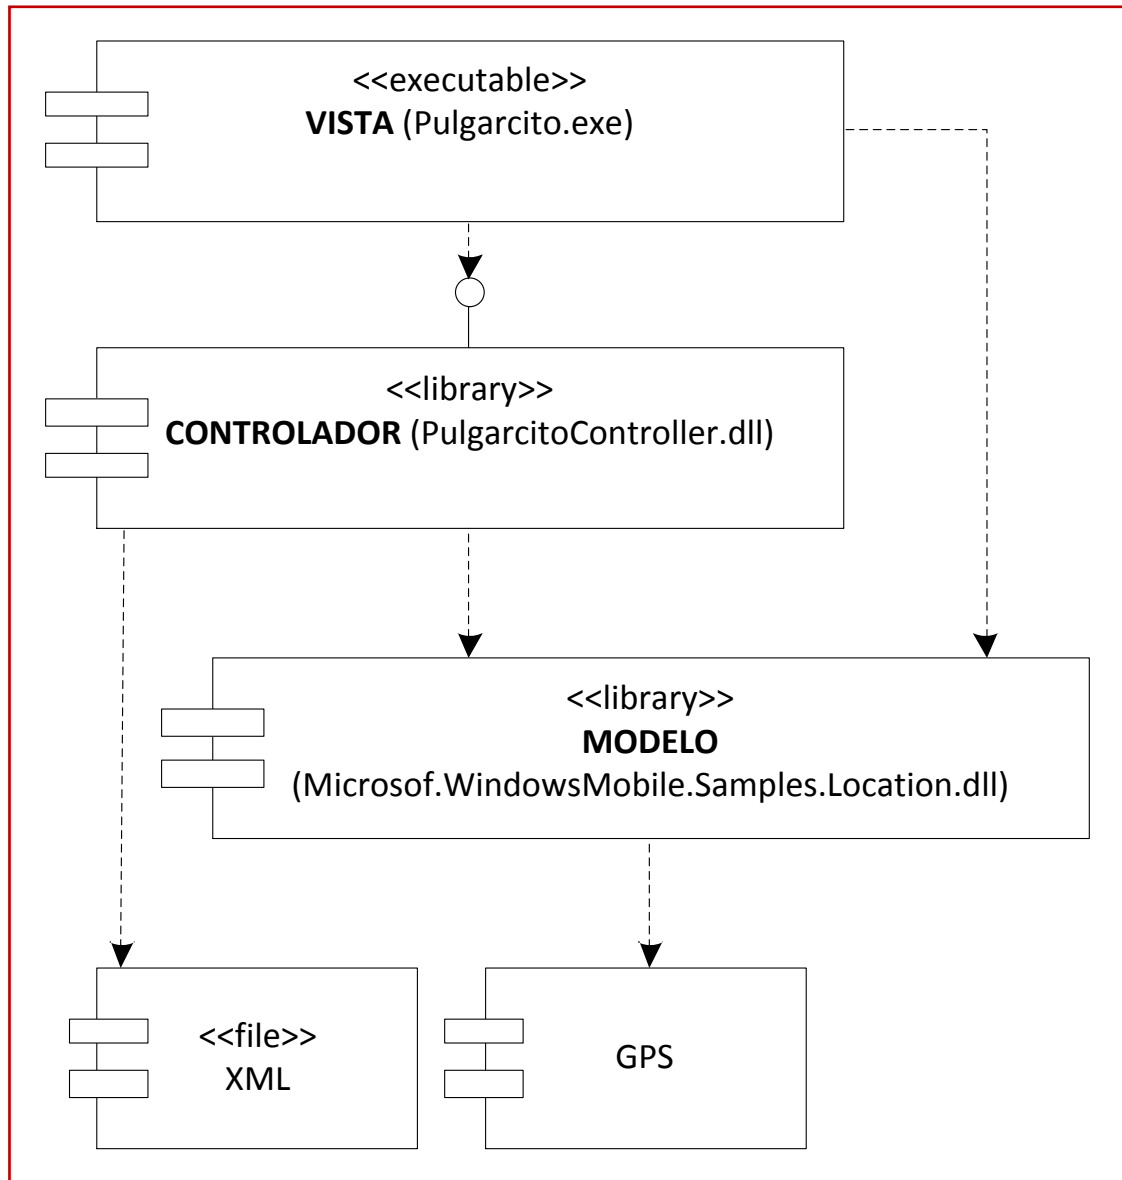 <<executable>>
VISTA (Pulgarcito.exe)
<<library>>
CONTROLADOR (PulgarcitoController.dll)
<<library>>
MODELO
(Microsof.WindowsMobile.Samples.Location.dll)
<<file>>
XML
GPS